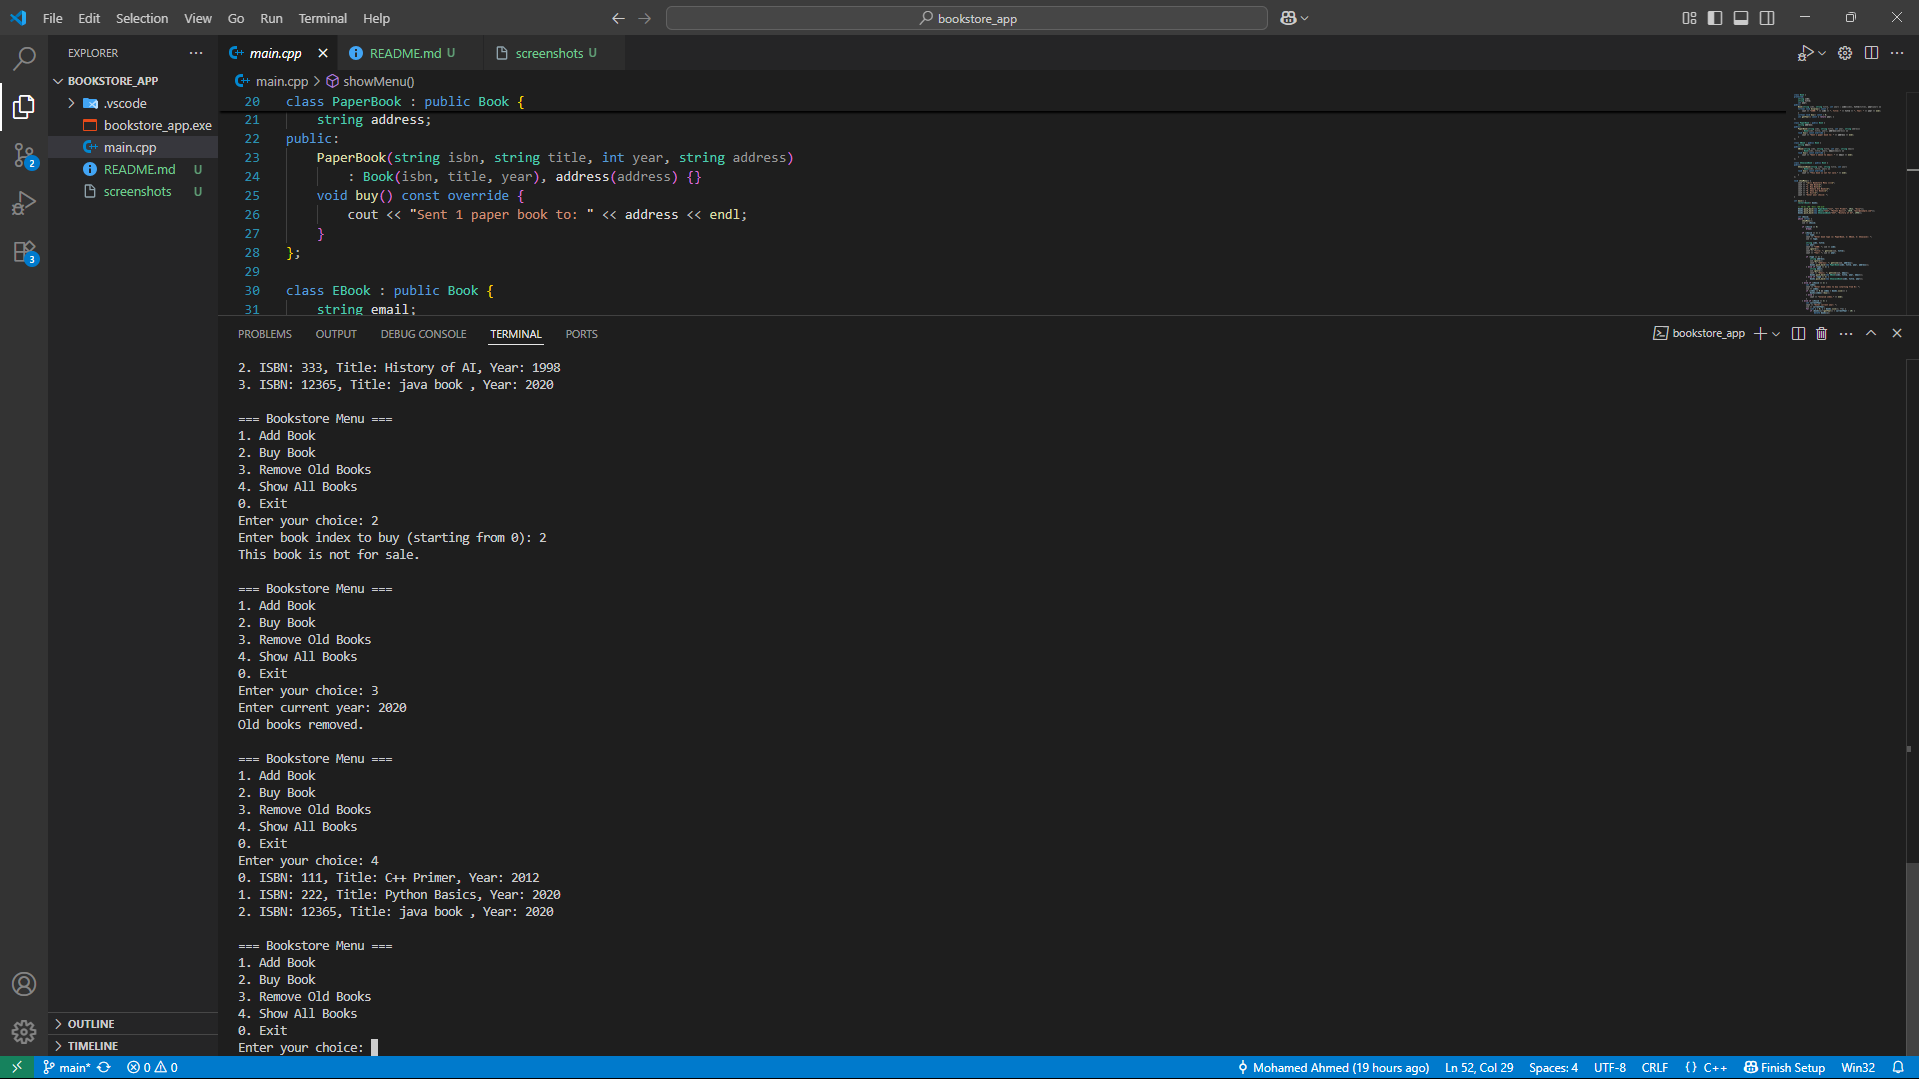 File Edit Selection View Go Run Terminal Help
bookstore_app
EXPLORER
BOOKSTORE_APP
.vscode
bookstore_app.exe
main.cpp
README.md U
screenshots U
OUTLINE
TIMELINE
2
3
main.cpp
README.md U
screenshots U
main.cpp > showMenu()
20 class PaperBook : public Book {
21 string address;
22 public:
23 PaperBook(string isbn, string title, int year, string address)
24 : Book(isbn, title, year), address(address) {}
25 void buy() const override {
26 cout << "Sent 1 paper book to: " << address << endl;
27 }
28 };
29
30 class EBook : public Book {
31 string email;
PROBLEMS OUTPUT DEBUG CONSOLE TERMINAL PORTS
bookstore_app
2. ISBN: 333, Title: History of AI, Year: 1998
3. ISBN: 12365, Title: java book , Year: 2020
=== Bookstore Menu ===
1. Add Book
2. Buy Book
3. Remove Old Books
4. Show All Books
0. Exit
Enter your choice: 2
Enter book index to buy (starting from 0): 2
This book is not for sale.
=== Bookstore Menu ===
1. Add Book
2. Buy Book
3. Remove Old Books
4. Show All Books
0. Exit
Enter your choice: 3
Enter current year: 2020
Old books removed.
=== Bookstore Menu ===
1. Add Book
2. Buy Book
3. Remove Old Books
4. Show All Books
0. Exit
Enter your choice: 4
0. ISBN: 111, Title: C++ Primer, Year: 2012
1. ISBN: 222, Title: Python Basics, Year: 2020
2. ISBN: 12365, Title: java book , Year: 2020
=== Bookstore Menu ===
1. Add Book
2. Buy Book
3. Remove Old Books
4. Show All Books
0. Exit
Enter your choice:
main* 0 0 Mohamed Ahmed (19 hours ago) Ln 52, Col 29 Spaces: 4 UTF-8 CRLF {} C++ Finish Setup Win32